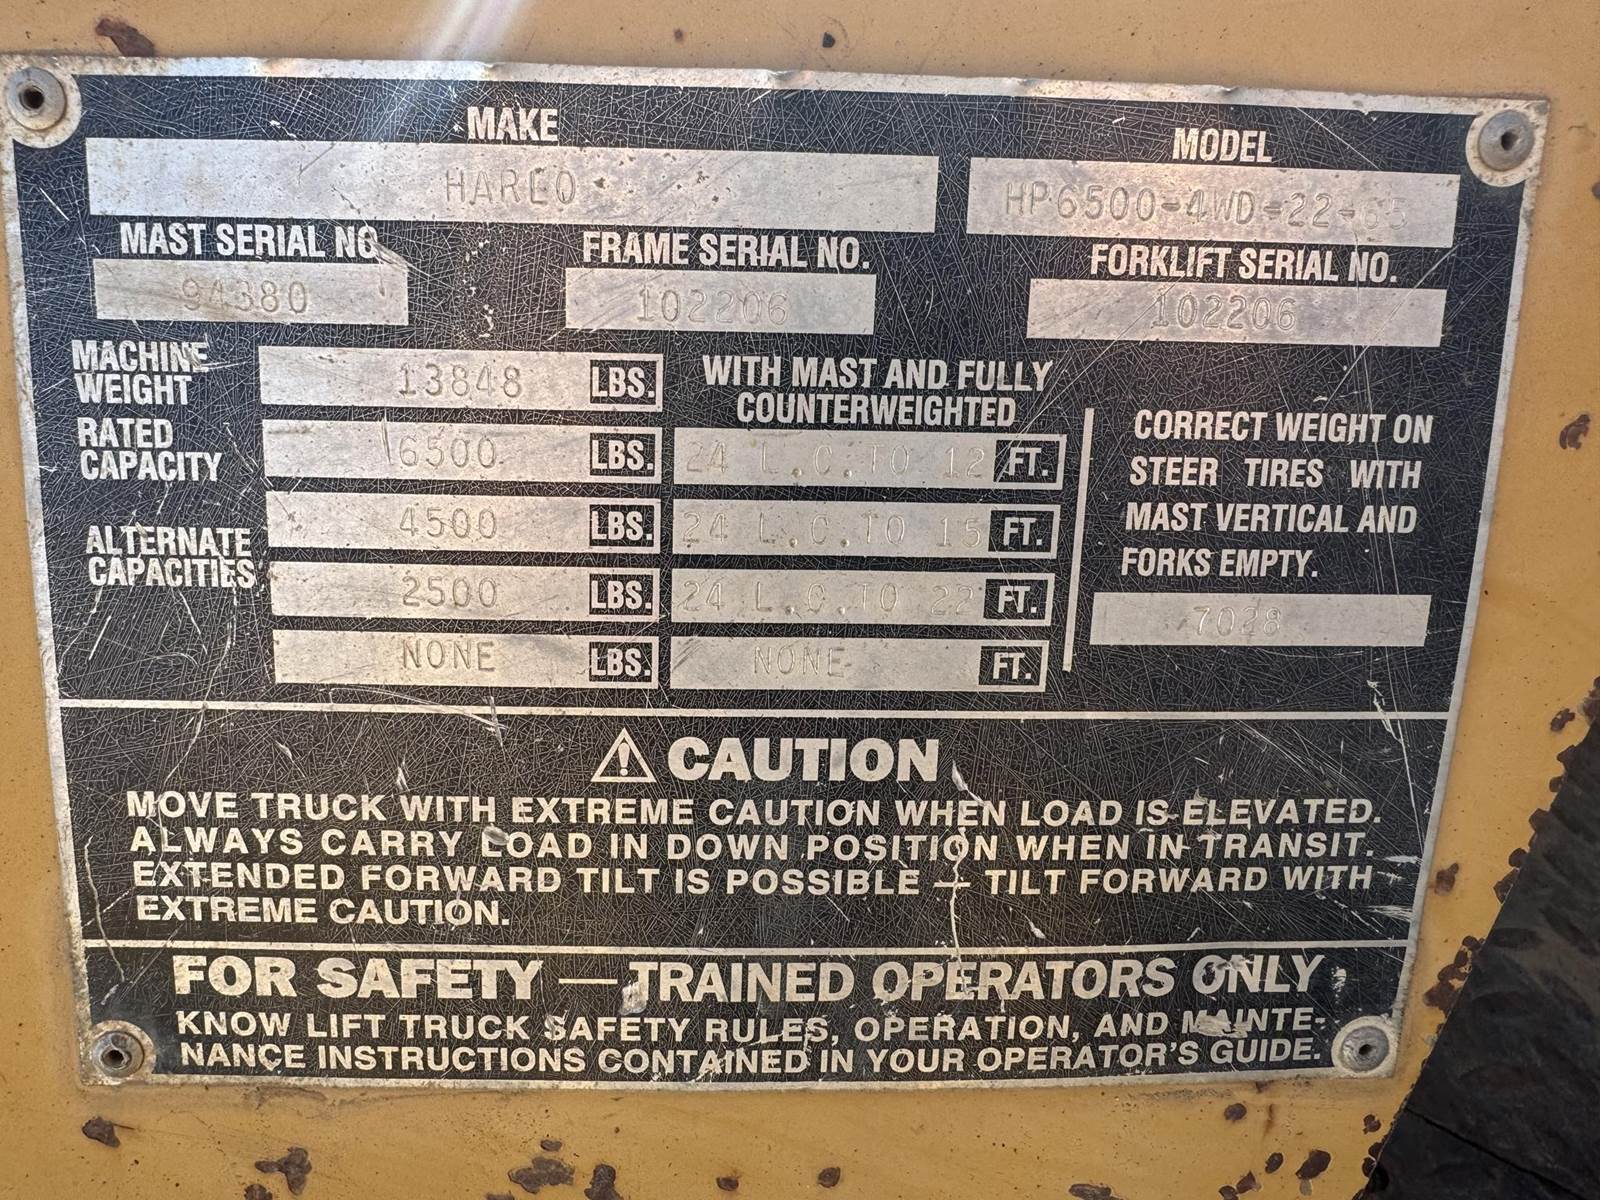 MAKE
MODEL
HARLO
HP6500-4WD-22-65
MAST SERIAL NO
FRAME SERIAL NO.
FORKLIFT SERIAL NO.
94380
102206
102206
MACHINE
WEIGHT
13848 LBS.
WITH MAST AND FULLY
COUNTERWEIGHTED
RATED
CAPACITY
6500 LBS.
24 L.C.TO 12 FT.
ALTERNATE
CAPACITIES
4500 LBS.
24 L.C.TO 15 FT.
2500 LBS.
24 L.C.TO 22 FT.
NONE LBS.
NONE FT.
CORRECT WEIGHT ON
STEER TIRES WITH
MAST VERTICAL AND
FORKS EMPTY.
7028
CAUTION
MOVE TRUCK WITH EXTREME CAUTION WHEN LOAD IS ELEVATED.
ALWAYS CARRY LOAD IN DOWN POSITION WHEN IN TRANSIT.
EXTENDED FORWARD TILT IS POSSIBLE — TILT FORWARD WITH
EXTREME CAUTION.
FOR SAFETY — TRAINED OPERATORS ONLY
KNOW LIFT TRUCK SAFETY RULES, OPERATION, AND MAINTE-
NANCE INSTRUCTIONS CONTAINED IN YOUR OPERATOR'S GUIDE.